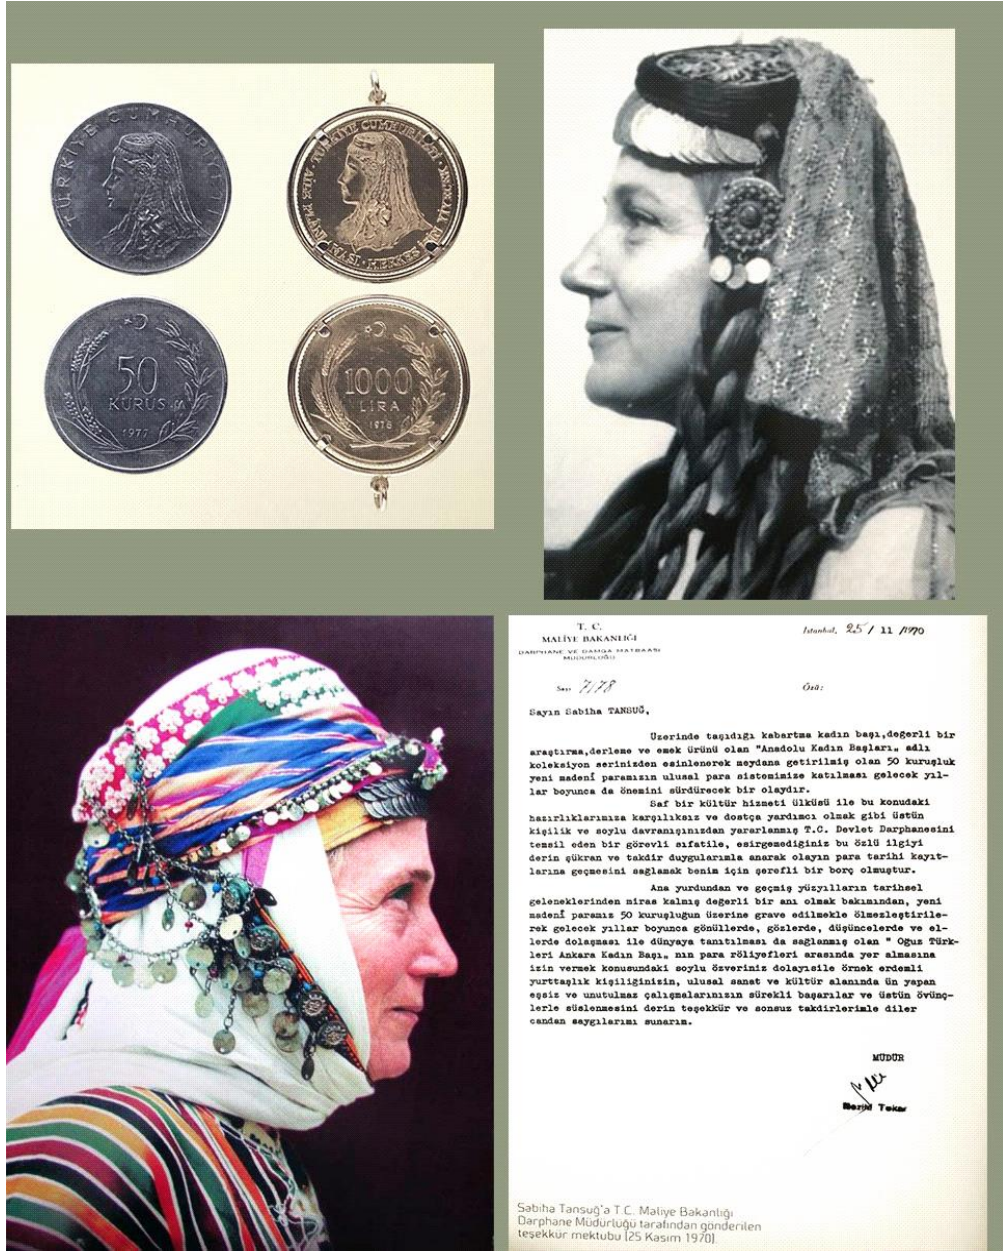 TÜRKİYE CUMHURİYETİ
TÜRKİYE CUMHURİYETİ
50
KURUŞ
1977
1000
LİRA
1978
T. C.
MALİYE BAKANLIĞI
DARPHANE VE DAMGA MATBAASI
MÜDÜRLÜĞÜ
İstanbul, 25 / 11 /1970
Sayı 7/78
Özü:
Sayın Sabiha TANSUĞ,
Üzerinde taşıdığı kabartma kadın başı,değerli bir
araştırma,derleme ve emek ürünü olan "Anadolu Kadın Başları„ adlı
koleksiyon serinizden esinlenerek meydana getirilmiş olan 50 kuruşluk
yeni madenî paramızın ulusal para sistemimize katılması gelecek yıl-
lar boyunca da önemini sürdürecek bir olaydır.
Saf bir kültür hizmeti ülküsü ile bu konudaki
hazırlıklarımıza karşılıksız ve dostça yardımcı olmak gibi üstün
kişilik ve soylu davranışınızdan yararlanmış T.C. Devlet Darphanesini
temsil eden bir görevli sıfatile, esirgemediğiniz bu özlü ilgiyi
derin şükran ve takdir duygularımla anarak olayın para tarihi kayıt-
larına geçmesini sağlamak benim için şerefli bir borç olmuştur.
Ana yurdundan ve geçmiş yüzyılların tarihsel
geleneklerinden miras kalmış değerli bir anı olmak bakımından, yeni
madenî paramız 50 kuruşluğun üzerine grave edilmekle ölmezleştirile-
rek gelecek yıllar boyunca gönüllerde, gözlerde, düşüncelerde ve el-
lerde dolaşması ile dünyaya tanıtılması da sağlanmış olan " Oğuz Türk-
leri Ankara Kadın Başı„ nın para röliyefleri arasında yer almasına
izin vermek konusundaki soylu özveriniz dolayısile örnek erdemli
yurttaşlık kişiliğinizin, ulusal sanat ve kültür alanında ün yapan
eşsiz ve unutulmaz çalışmalarınızın sürekli başarılar ve üstün övünç-
lerle süslenmesini derin teşekkür ve sonsuz takdirlerimle diler
candan saygılarımı sunarım.
MÜDÜR
Toker
Sabiha Tansuğ'a T.C. Maliye Bakanlığı
Darphane Müdürlüğü tarafından gönderilen
teşekkür mektubu (25 Kasım 1970).